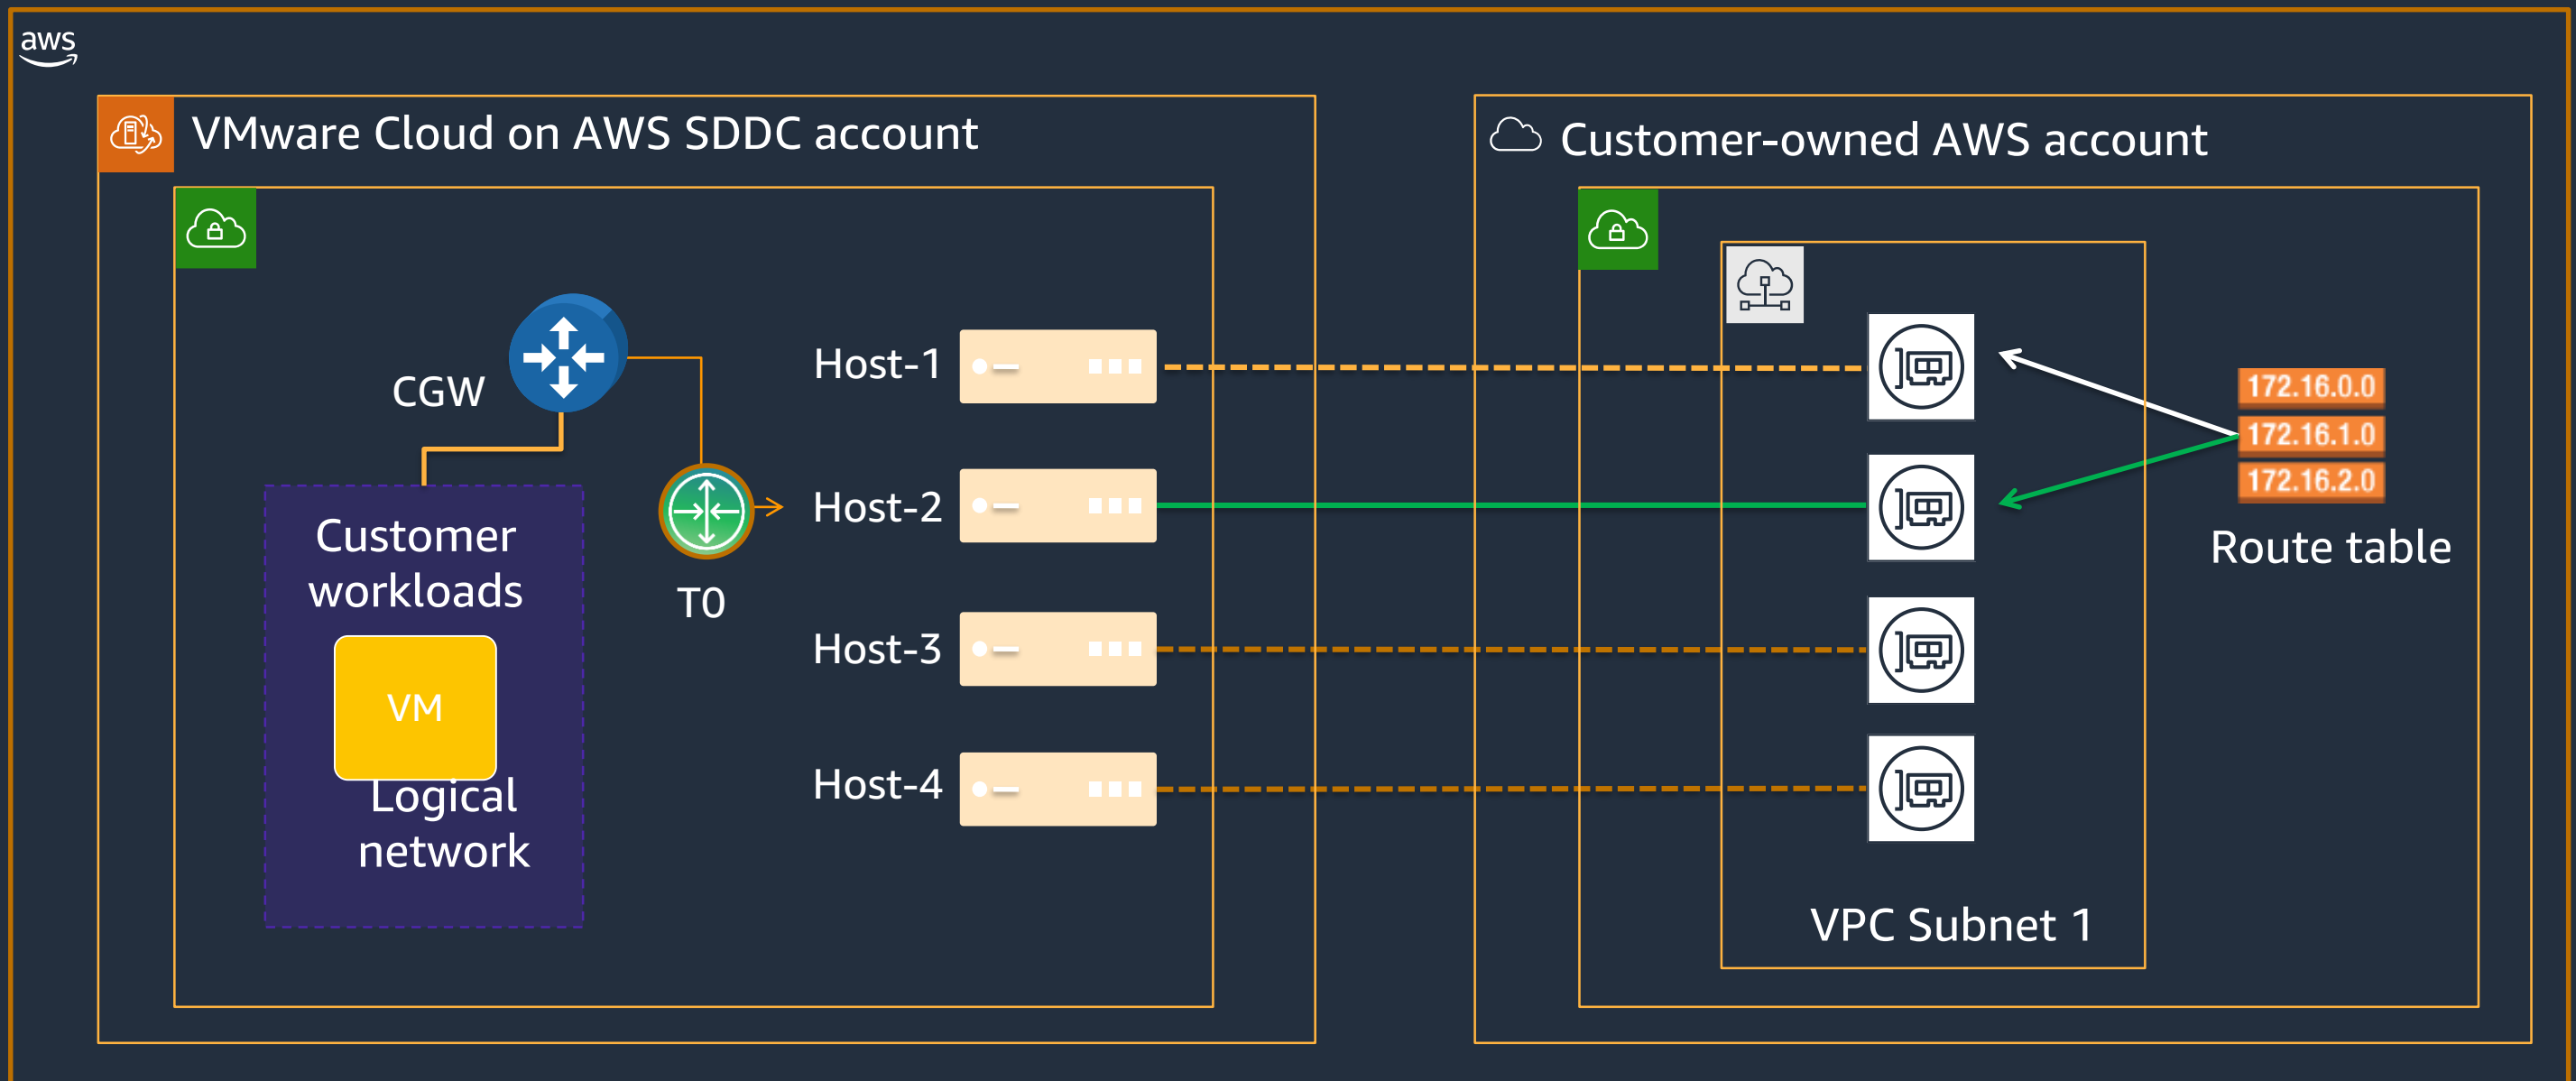 aws
VMware Cloud on AWS SDDC account
Customer-owned AWS account
CGW
T0
Customer
workloads
VM
Logical
network
Host-1
Host-2
Host-3
Host-4
172.16.0.0
172.16.1.0
172.16.2.0
Route table
VPC Subnet 1